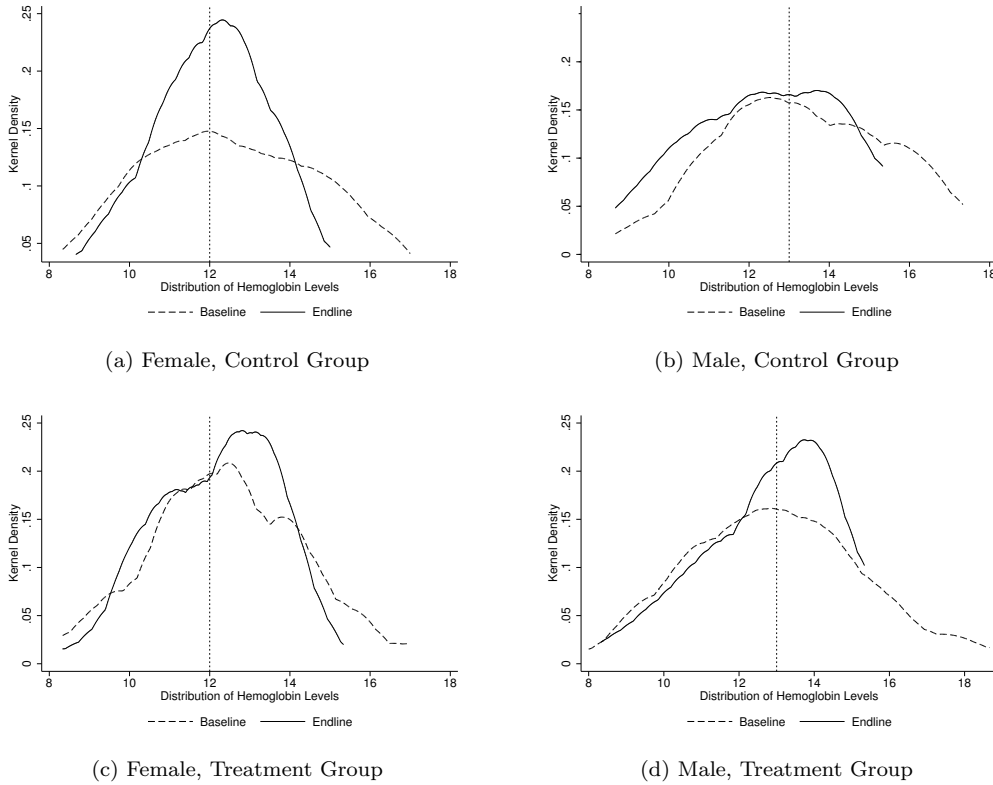 .25
.2
.15
.1
.05
Kernel Density
8 10 12 14 16 18
Distribution of Hemoglobin Levels
Baseline Endline
(a) Female, Control Group
.2
.15
.1
.05
0
Kernel Density
8 10 12 14 16 18
Distribution of Hemoglobin Levels
Baseline Endline
(b) Male, Control Group
.25
.2
.15
.1
.05
0
Kernel Density
8 10 12 14 16 18
Distribution of Hemoglobin Levels
Baseline Endline
(c) Female, Treatment Group
.25
.2
.15
.1
.05
0
Kernel Density
8 10 12 14 16 18
Distribution of Hemoglobin Levels
Baseline Endline
(d) Male, Treatment Group